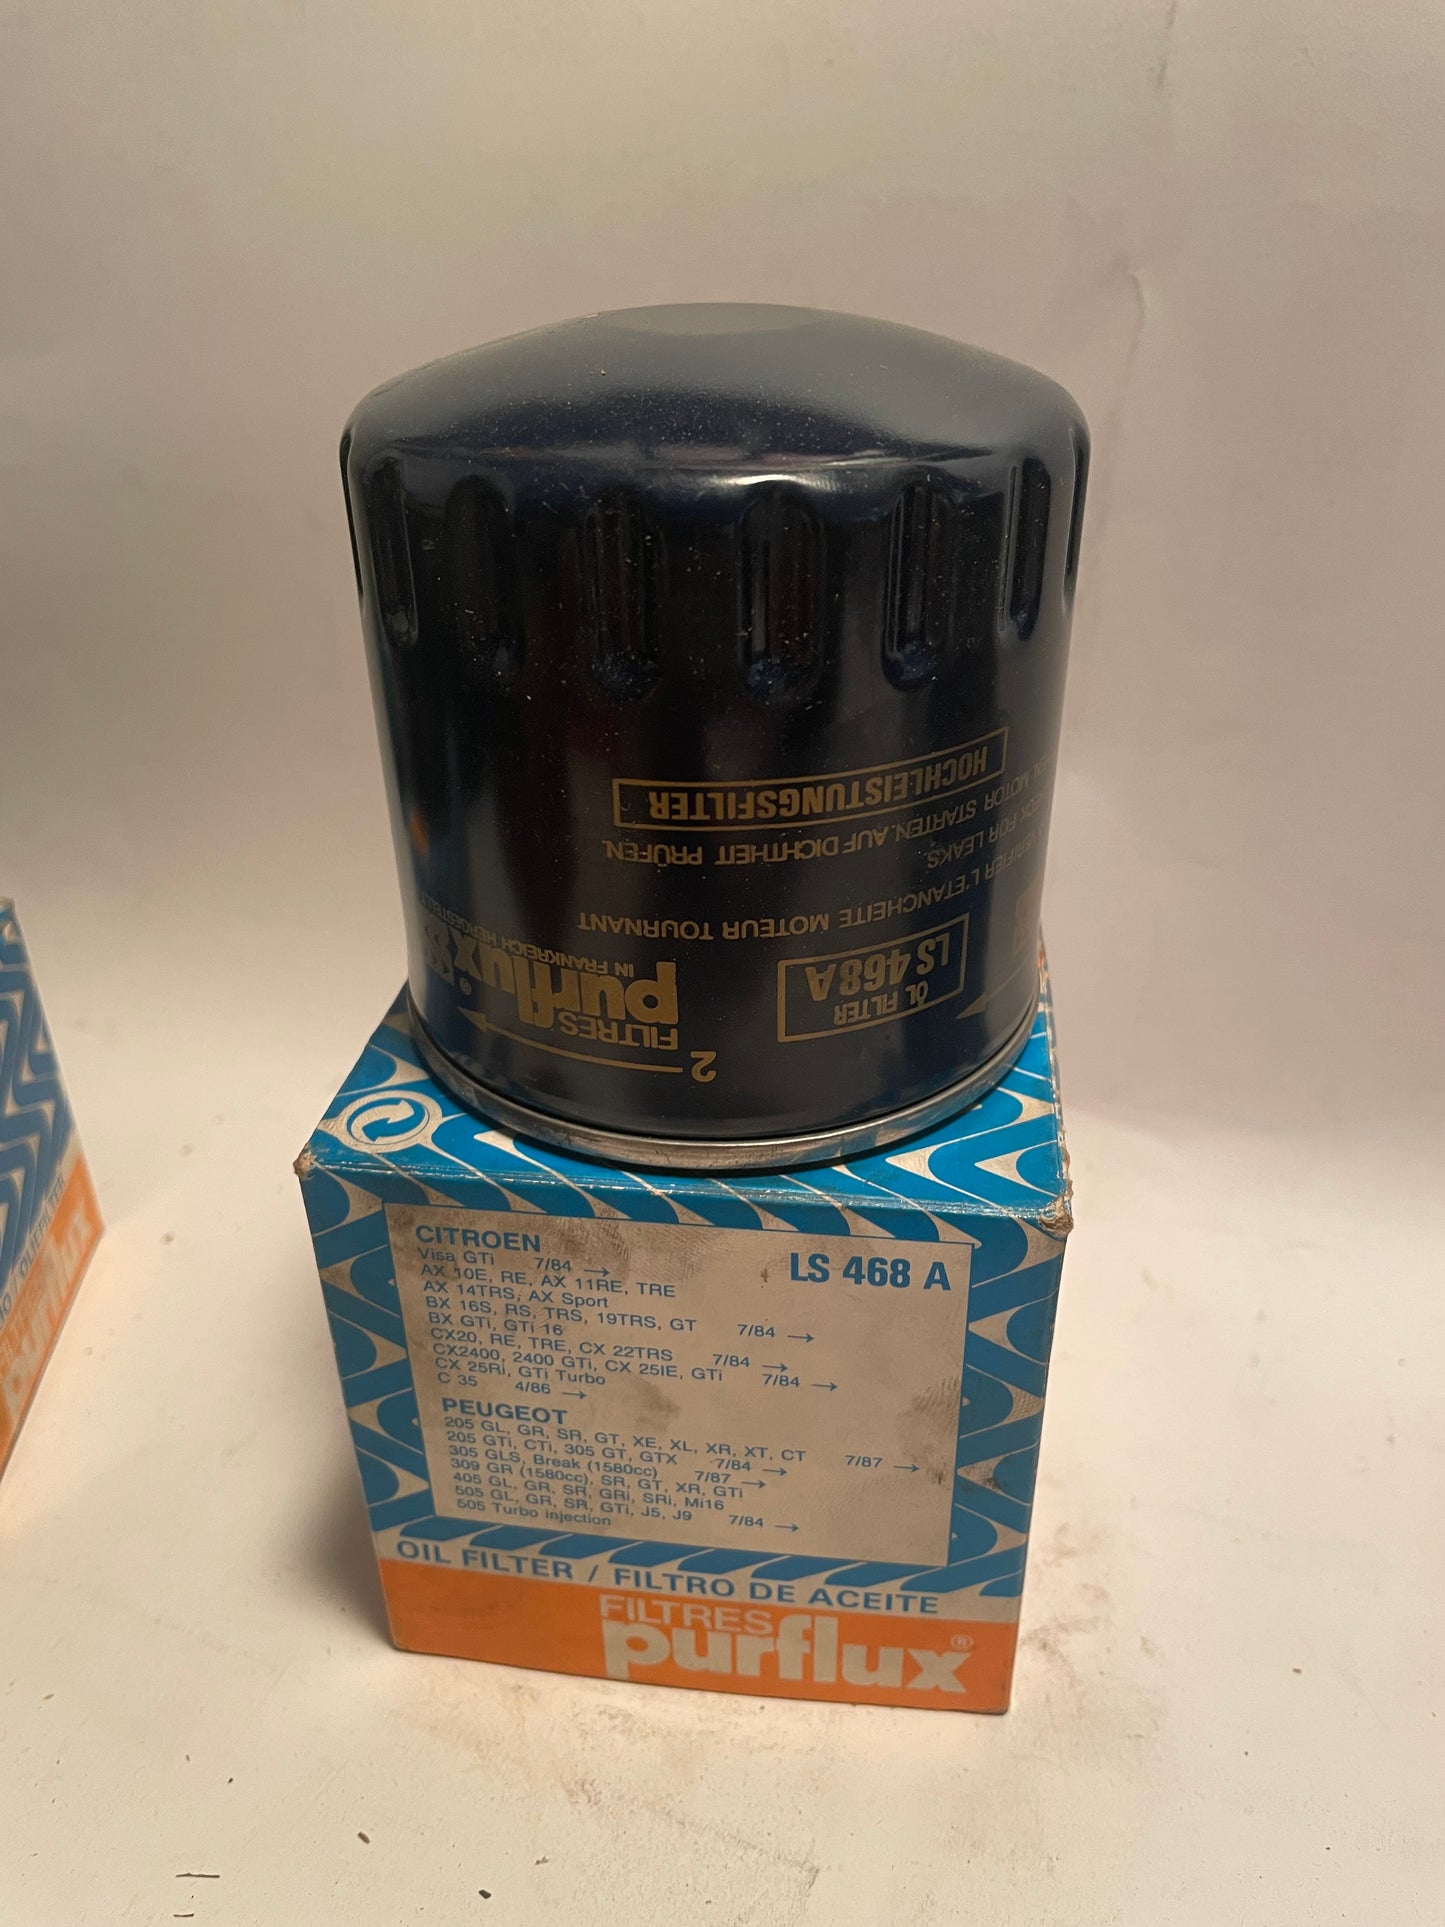 HOCHLEISTUNGSFILTER
MOTOR STARTEN. AUF DICHTHEIT PRÜFEN.
FOR LEAKS
VERIFIER L'ETANCHEITE MOTEUR TOURNANT
ÖL FILTER
LS 468A
IN FRANKREICH
FILTRES
purflux®
2
CITROEN
LS 468 A
Visa GTi 7/84 →
AX 10E, RE, AX 11RE, TRE
AX 14TRS, AX Sport
BX 16S, RS, TRS, 19TRS, GT 7/84 →
BX GTi, GTi 16
CX20, RE, TRE, CX 22TRS 7/84 →
CX2400, 2400 GTi, CX 25IE, GTi 7/84 →
CX 25Ri, GTi Turbo
C 35 4/86 →
PEUGEOT
205 GL, GR, SR, GT, XE, XL, XR, XT, CT 7/87 →
205 GTi, CTi, 305 GT, GTX 7/84 →
305 GLS, Break (1580cc) 7/87 →
309 GR (1580cc), SR, GT, XR, GTi
405 GL, GR, SR, GRi, SRi, Mi16
505 GL, GR, SR, GTi, J5, J9 7/84 →
505 Turbo Injection
OIL FILTER / FILTRO DE ACEITE
FILTRES
purflux®
/ ÖLFILTER
purflux